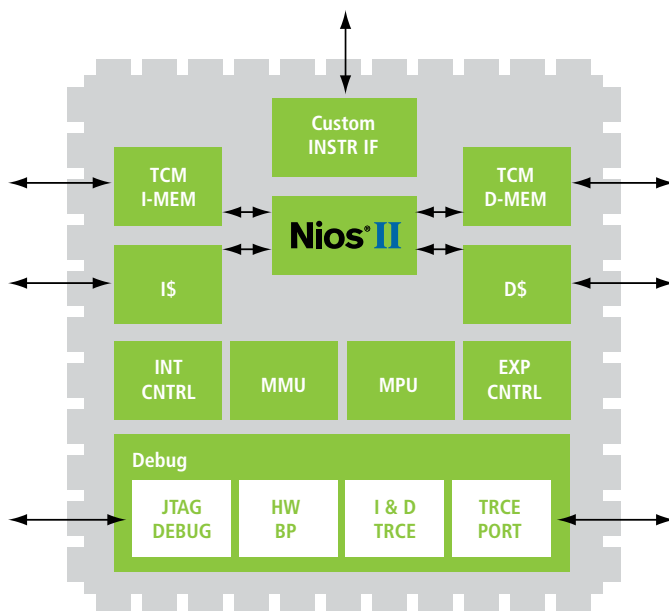 Custom
INSTR IF
TCM
I-MEM
TCM
D-MEM
Nios® II
I$
D$
INT
CNTRL
MMU
MPU
EXP
CNTRL
Debug
JTAG
DEBUG
HW
BP
I & D
TRCE
TRCE
PORT